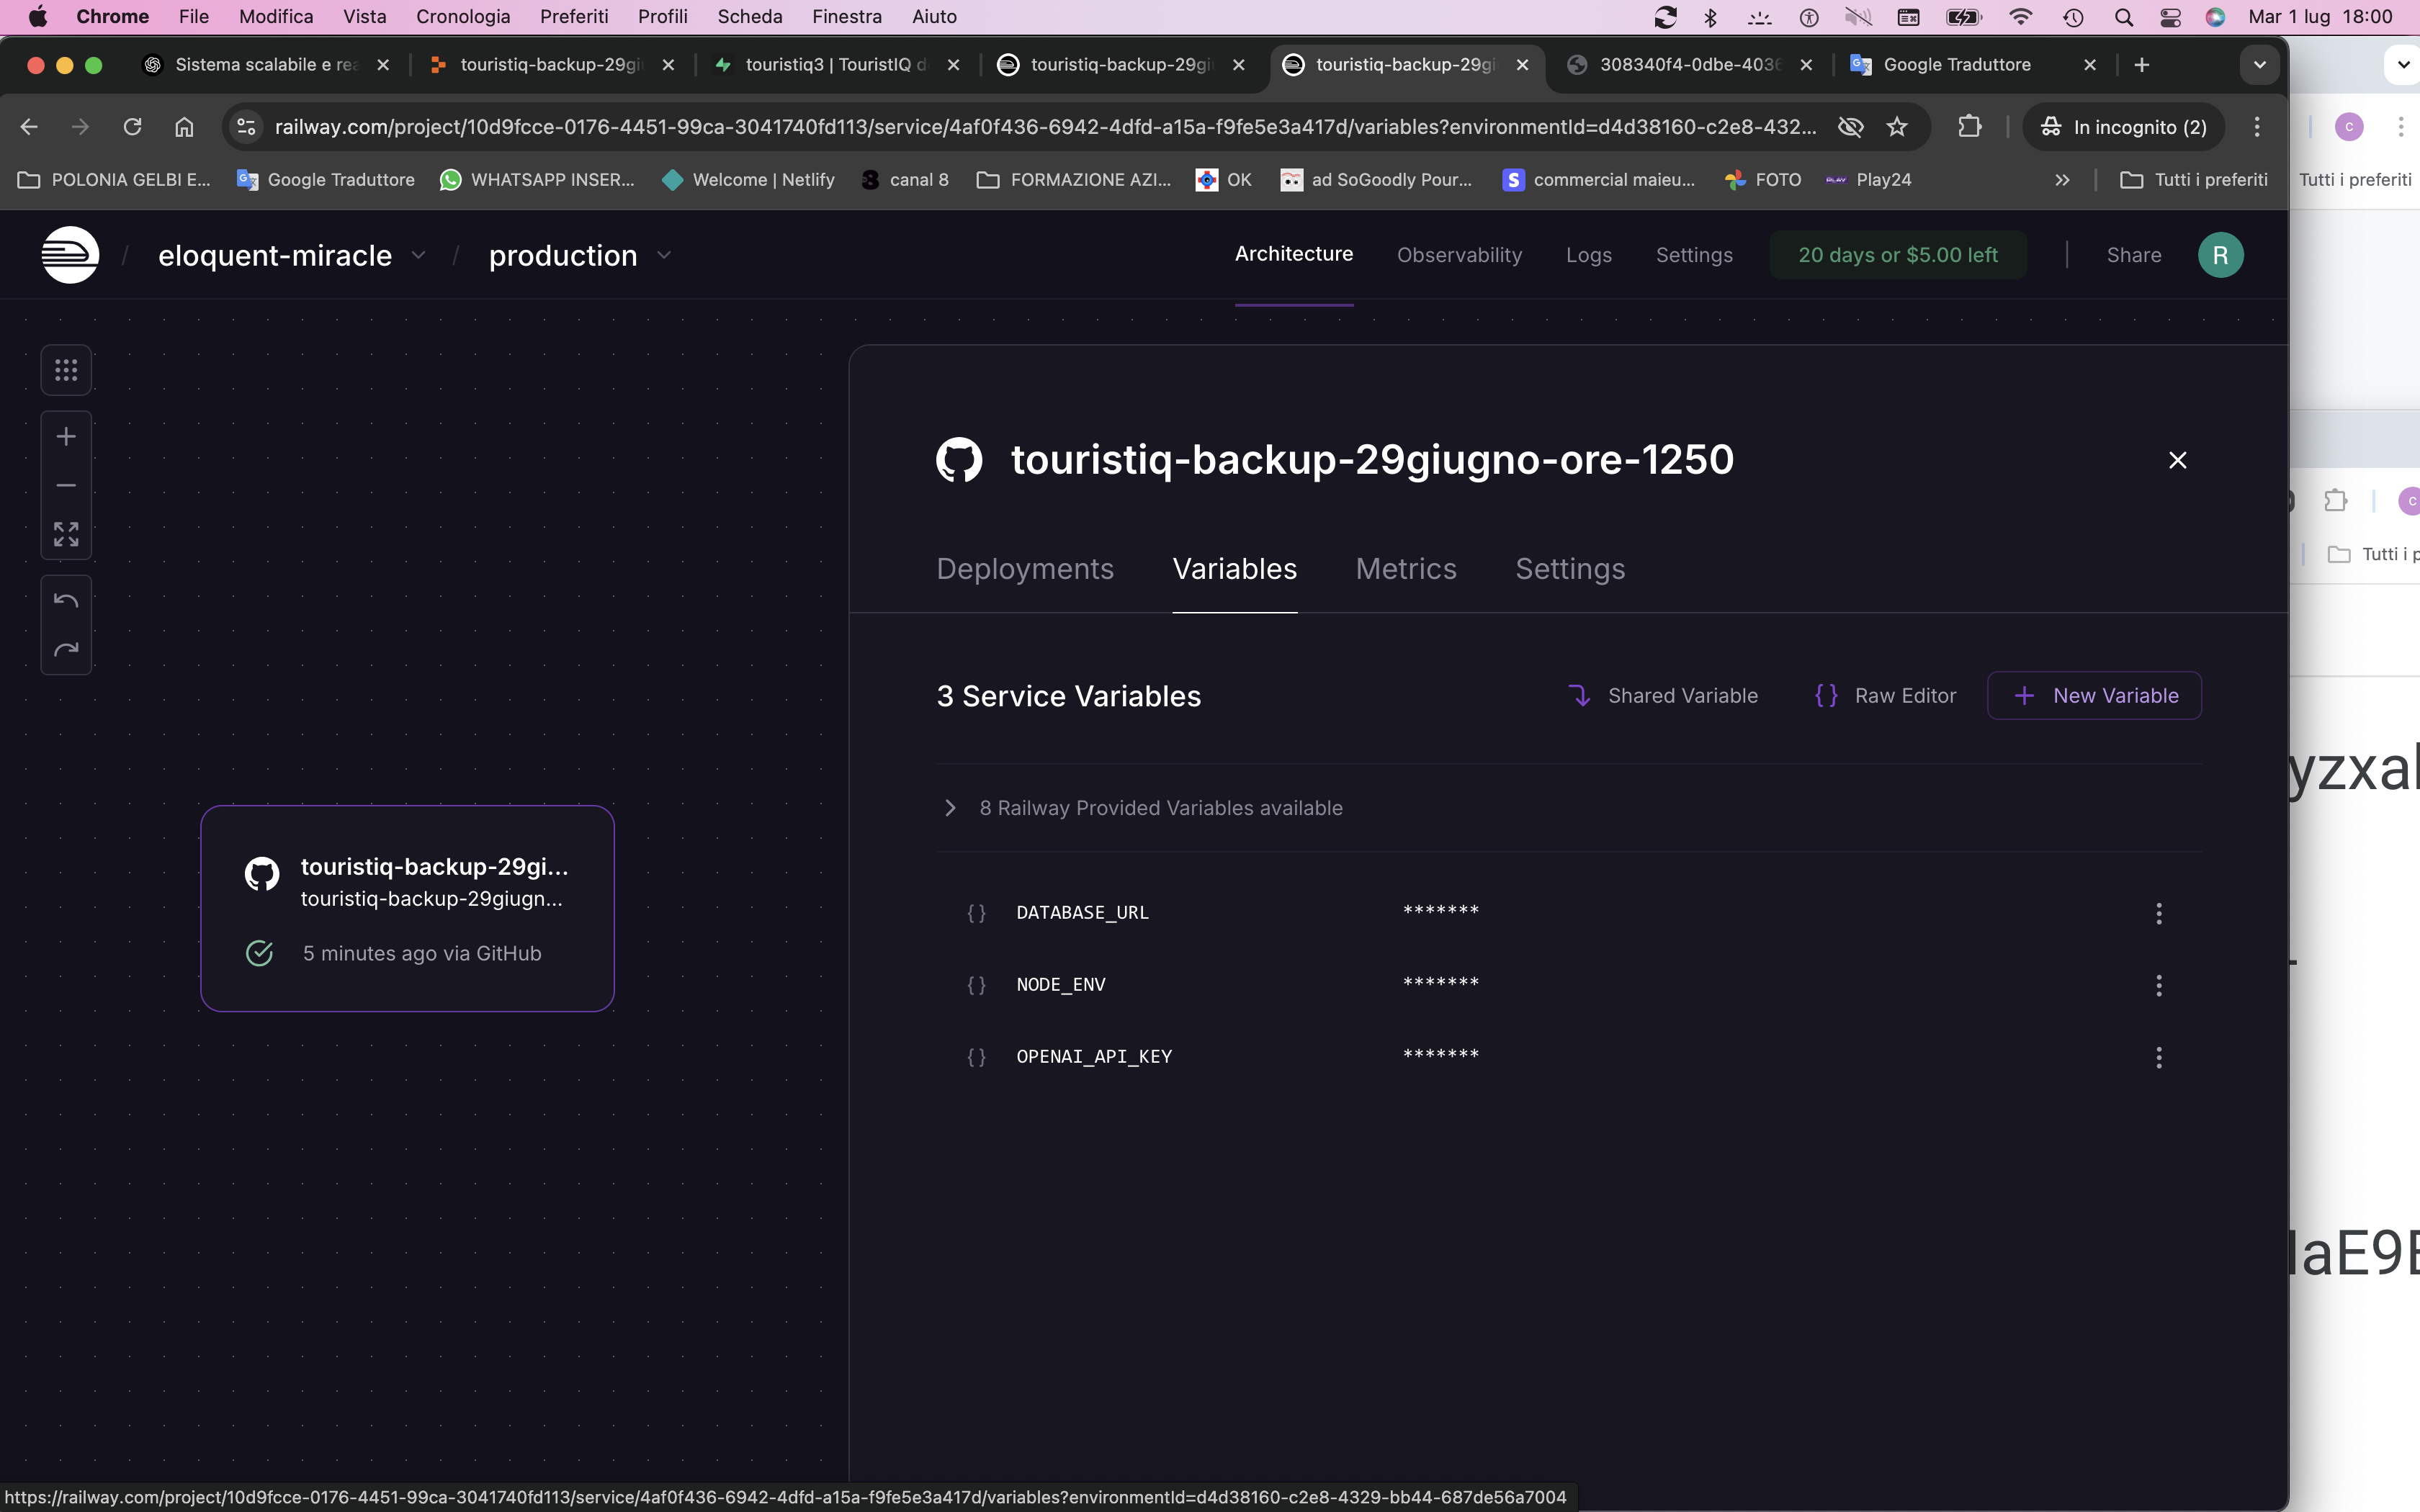 Chrome File Modifica Vista Cronologia Preferiti Profili Scheda Finestra Aiuto Mar 1 lug 18:00
Sistema scalabile e rea touristiq-backup-29gi touristiq3 | TouristIQ d touristiq-backup-29gi touristiq-backup-29gi 308340f4-0dbe-4036 Google Traduttore
railway.com/project/10d9fcce-0176-4451-99ca-3041740fd113/service/4af0f436-6942-4dfd-a15a-f9fe5e3a417d/variables?environmentId=d4d38160-c2e8-432... In incognito (2) c
POLONIA GELBI E... Google Traduttore WHATSAPP INSER... Welcome | Netlify canal 8 FORMAZIONE AZI... OK ad SoGoodly Pour... S commercial maieu... FOTO PLAY Play24 Tutti i preferiti Tutti i preferiti
eloquent-miracle / production Architecture Observability Logs Settings 20 days or $5.00 left Share R
touristiq-backup-29giugno-ore-1250
c
Tutti i p
Deployments Variables Metrics Settings
3 Service Variables Shared Variable Raw Editor New Variable
8 Railway Provided Variables available
touristiq-backup-29gi...
touristiq-backup-29giugn...
5 minutes ago via GitHub
DATABASE_URL *******
NODE_ENV *******
OPENAI_API_KEY *******
https://railway.com/project/10d9fcce-0176-4451-99ca-3041740fd113/service/4af0f436-6942-4dfd-a15a-f9fe5e3a417d/variables?environmentId=d4d38160-c2e8-4329-bb44-687de56a7004